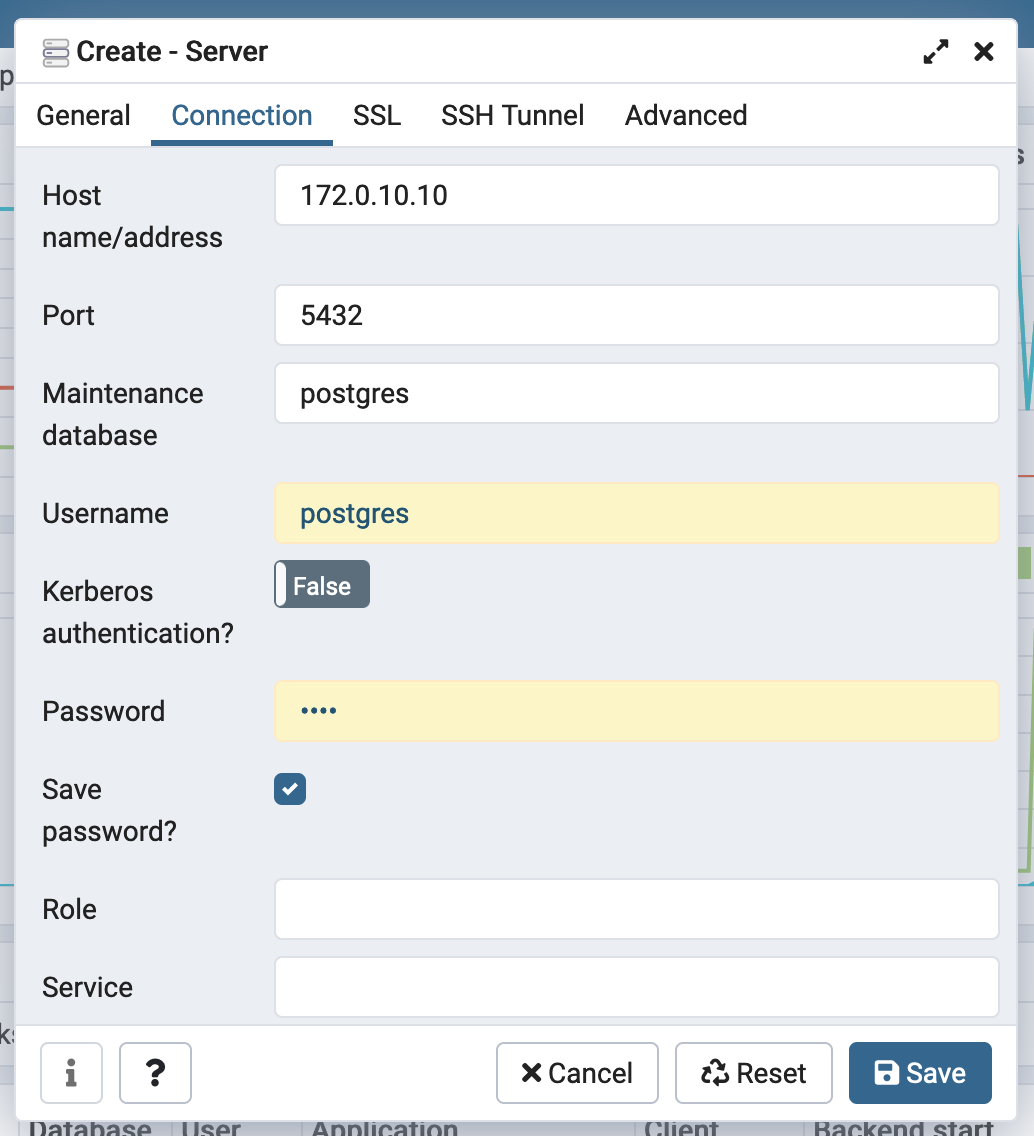 Create - Server
General Connection SSL SSH Tunnel Advanced
Host name/address
172.0.10.10
Port
5432
Maintenance database
postgres
Username
postgres
Kerberos authentication?
False
Password
••••
Save password?
Role
Service
i ? Cancel Reset Save
Database User Application Client Backend start